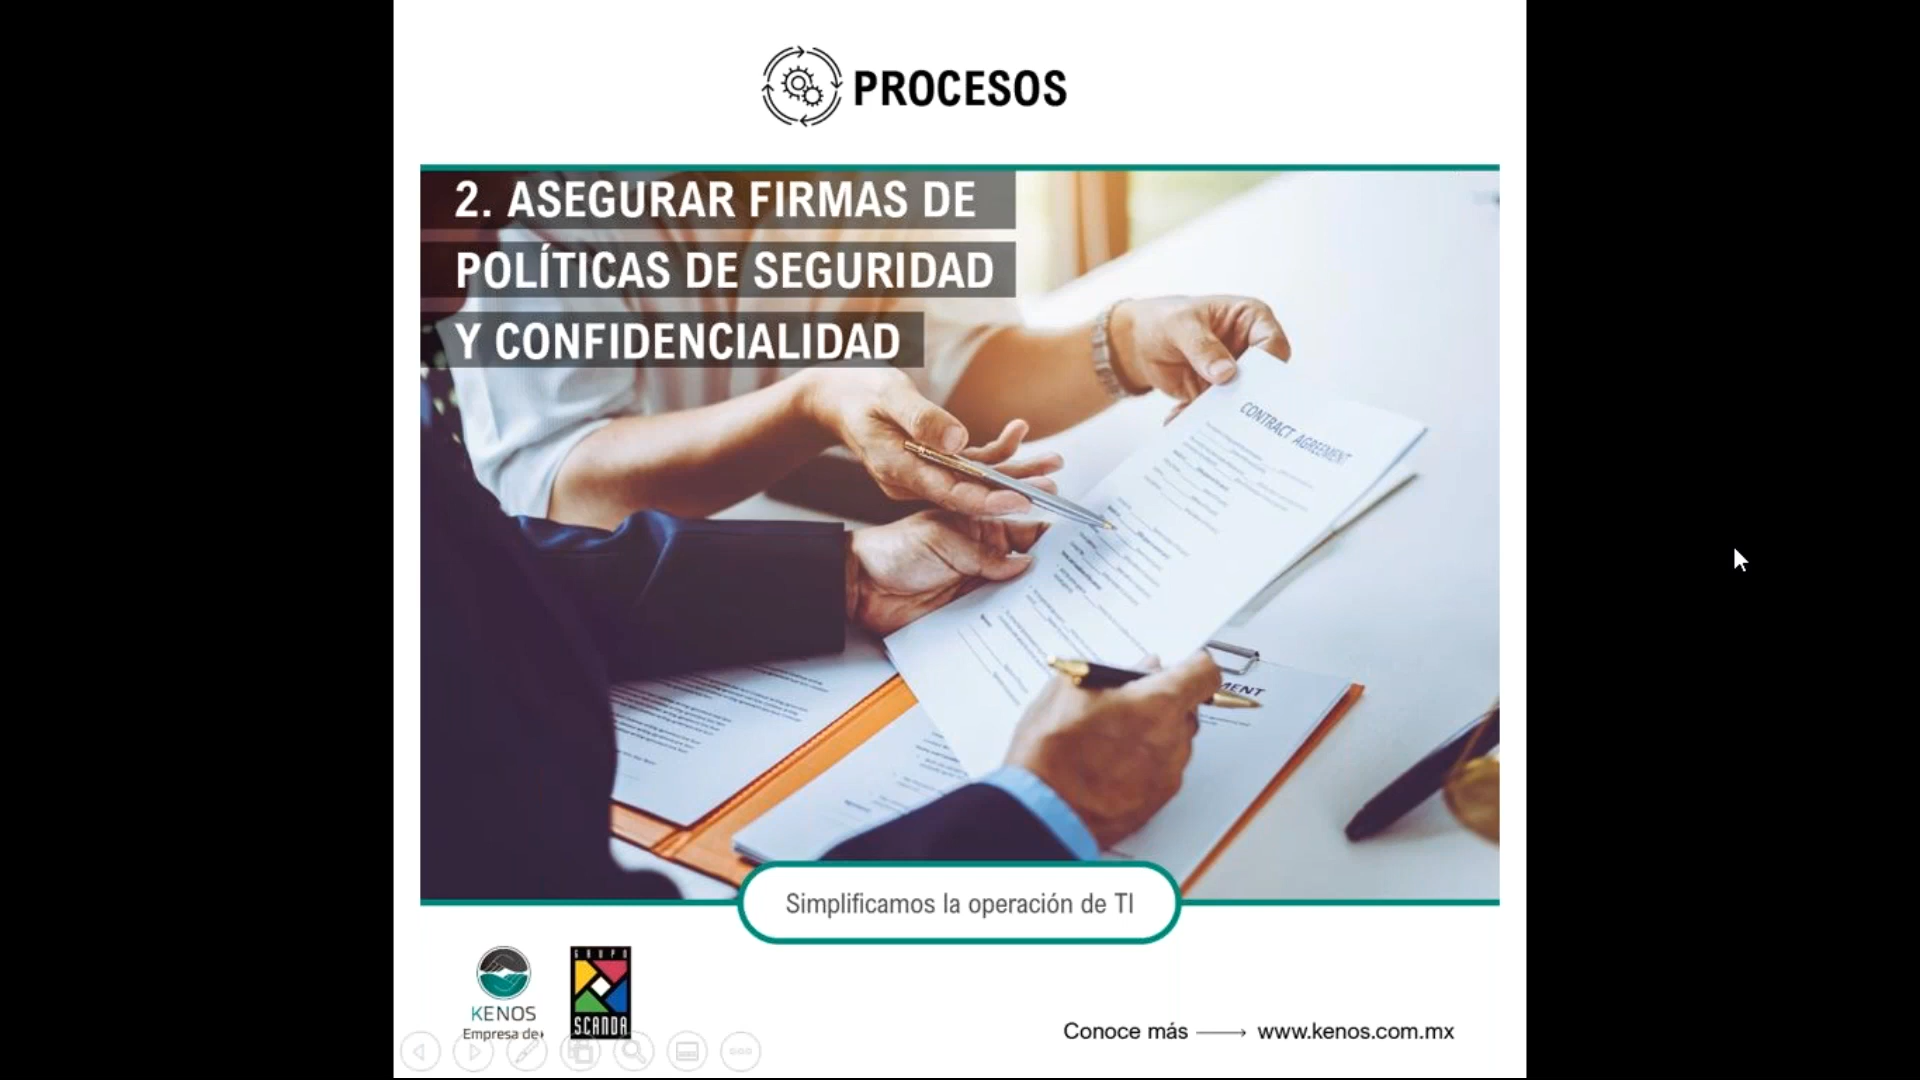 PROCESOS
2. ASEGURAR FIRMAS DE
POLÍTICAS DE SEGURIDAD
Y CONFIDENCIALIDAD
CONTRACT AGREEMENT
MENT
Simplificamos la operación de TI
KENOS
Empresa de
GRUPO
SCANDA
Conoce más
www.kenos.com.mx